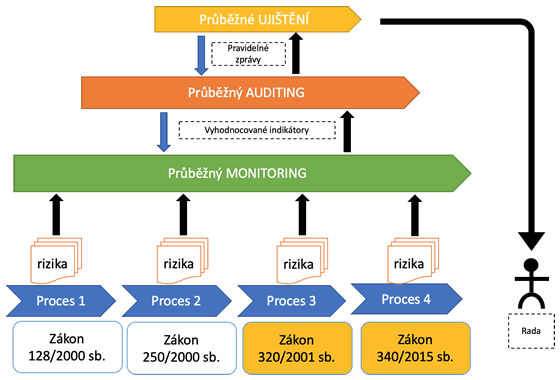 Průběžné UJIŠTĚNÍ
Pravidelné
zprávy
Průběžný AUDITING
Vyhodnocované indikátory
Průběžný MONITORING
rizika
rizika
rizika
rizika
Proces 1
Proces 2
Proces 3
Proces 4
Zákon
128/2000 sb.
Zákon
250/2000 sb.
Zákon
320/2001 sb.
Zákon
340/2015 sb.
Rada